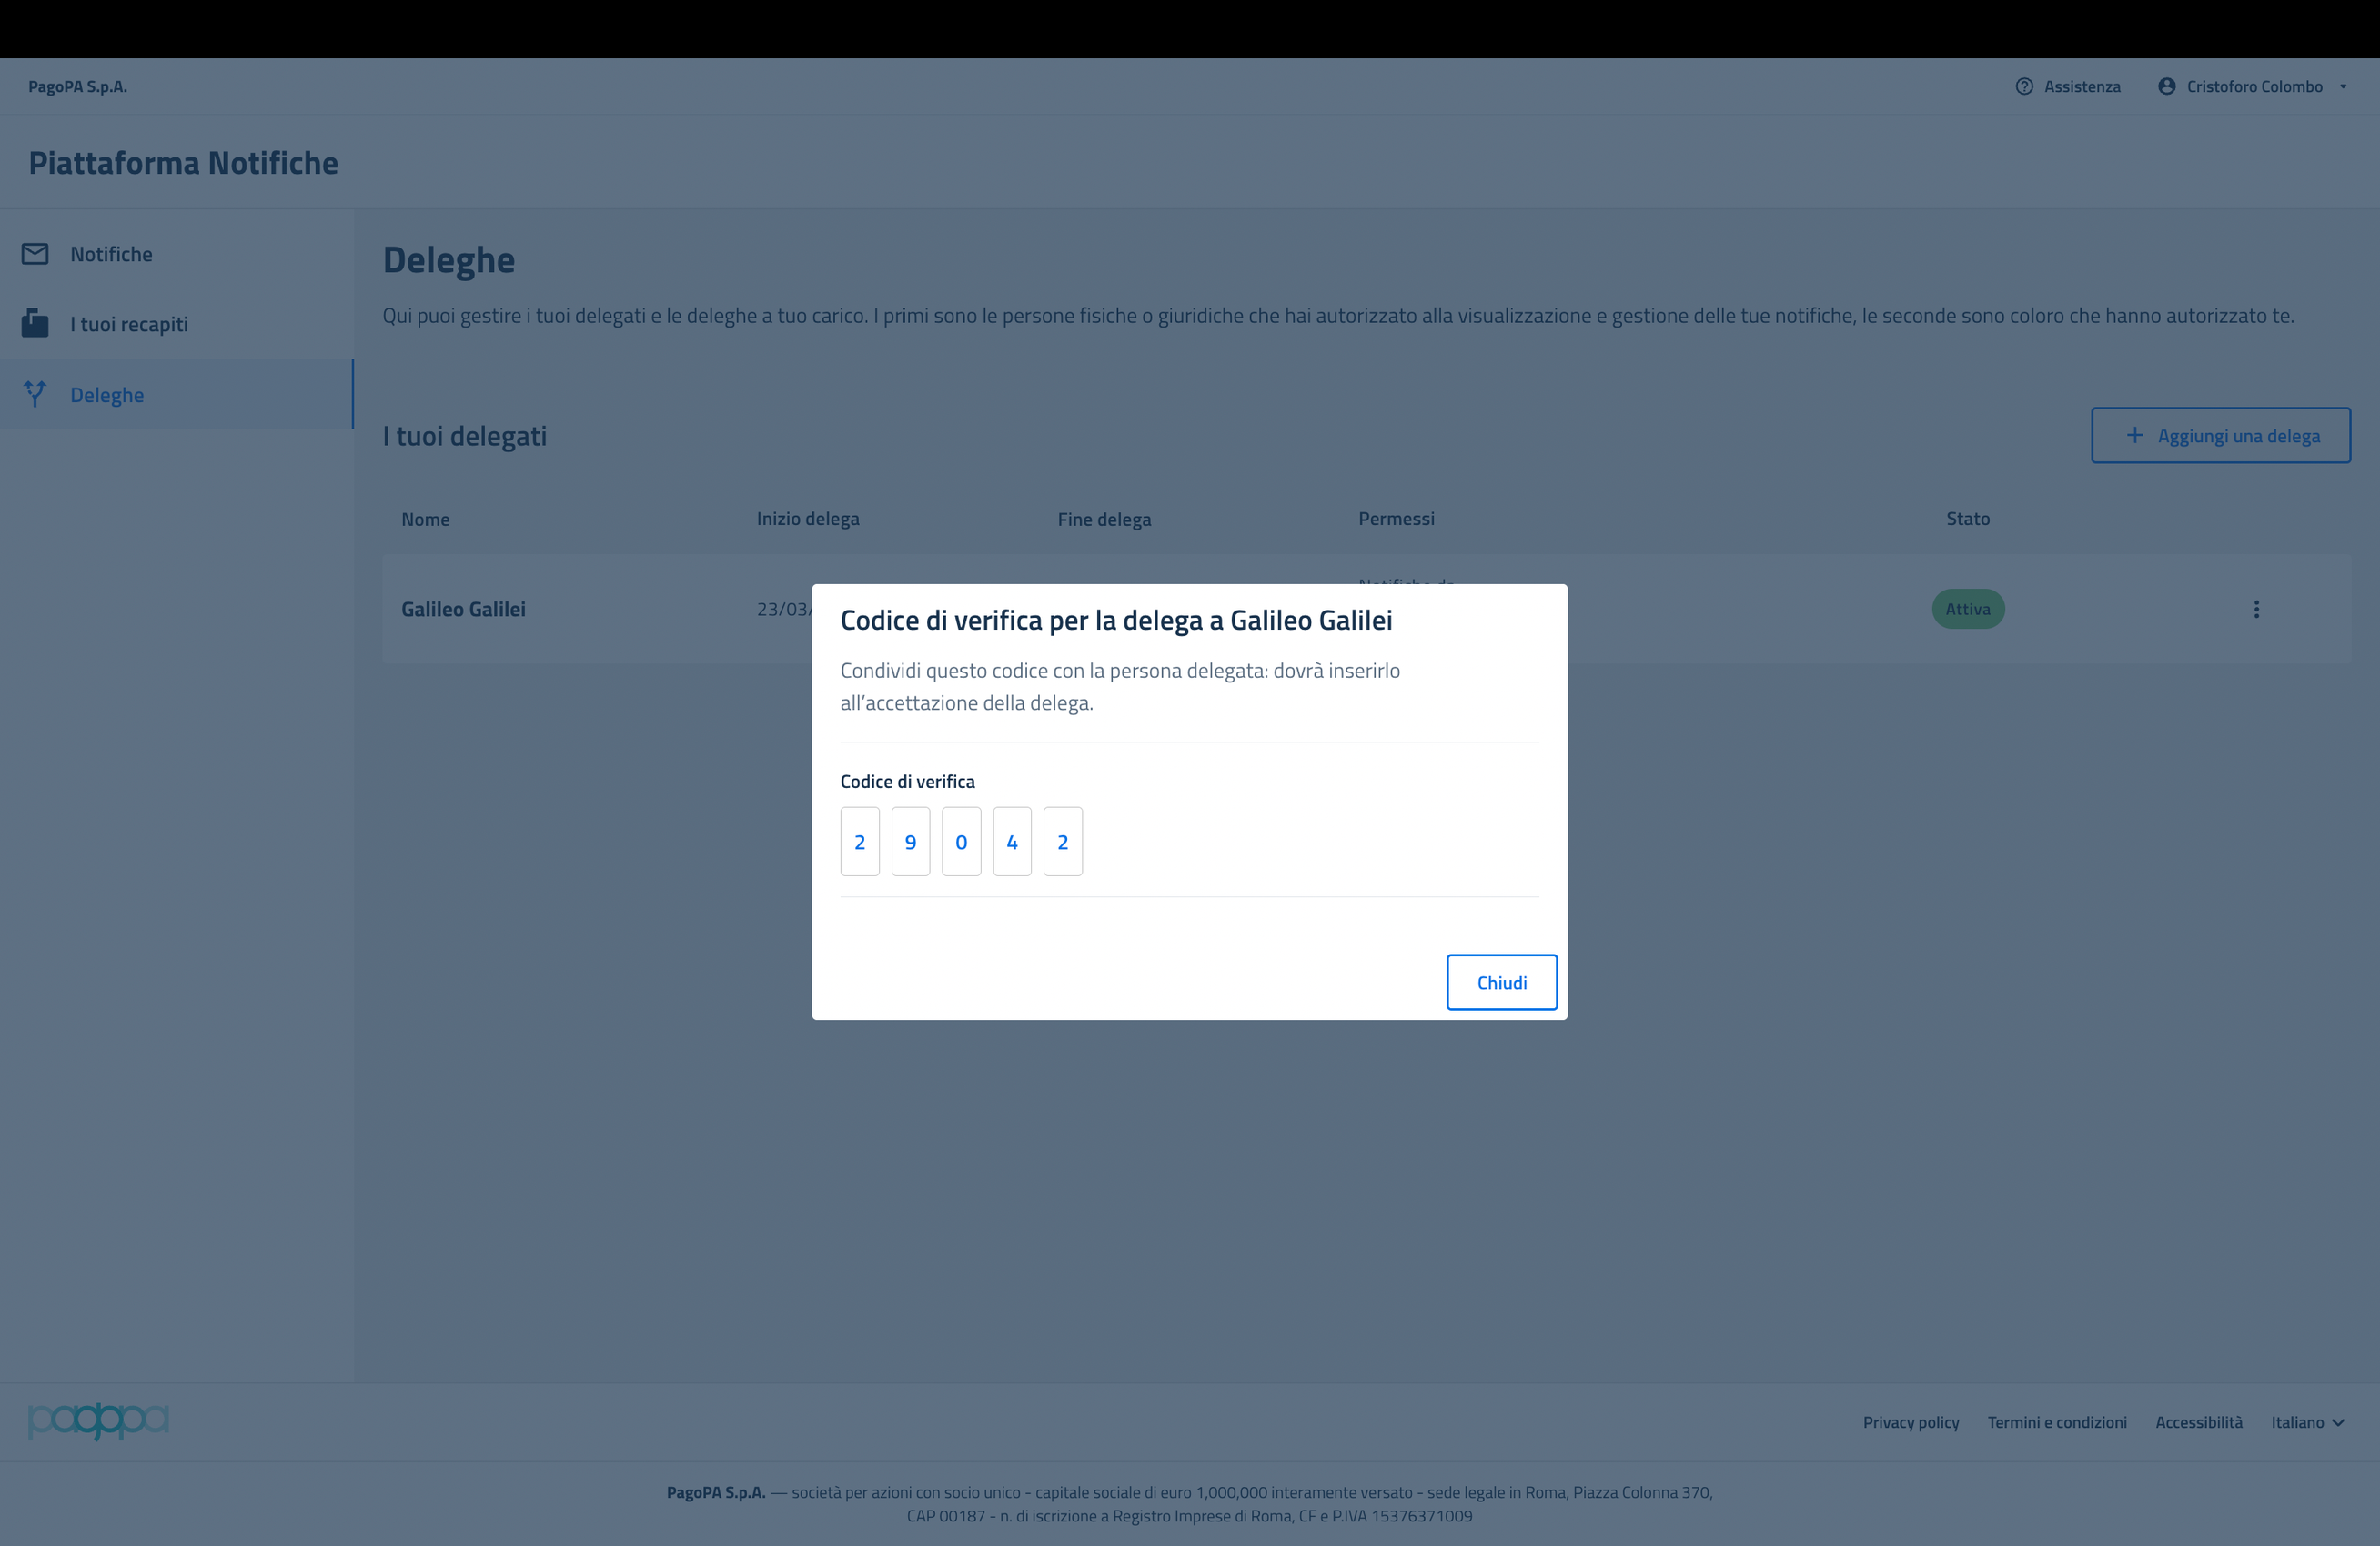 PagoPA S.p.A.
Assistenza
Cristoforo Colombo
Piattaforma Notifiche
Notifiche
I tuoi recapiti
Deleghe
Deleghe
Qui puoi gestire i tuoi delegati e le deleghe a tuo carico. I primi sono le persone fisiche o giuridiche che hai autorizzato alla visualizzazione e gestione delle tue notifiche, le seconde sono coloro che hanno autorizzato te.
I tuoi delegati
Aggiungi una delega
Nome
Inizio delega
Fine delega
Permessi
Stato
Galileo Galilei
23/03/
Attiva
Codice di verifica per la delega a Galileo Galilei
Condividi questo codice con la persona delegata: dovrà inserirlo
all’accettazione della delega.
Codice di verifica
2 9 0 4 2
Chiudi
pagopa
Privacy policy
Termini e condizioni
Accessibilità
Italiano
PagoPA S.p.A. — società per azioni con socio unico - capitale sociale di euro 1,000,000 interamente versato - sede legale in Roma, Piazza Colonna 370,
CAP 00187 - n. di iscrizione a Registro Imprese di Roma, CF e P.IVA 15376371009